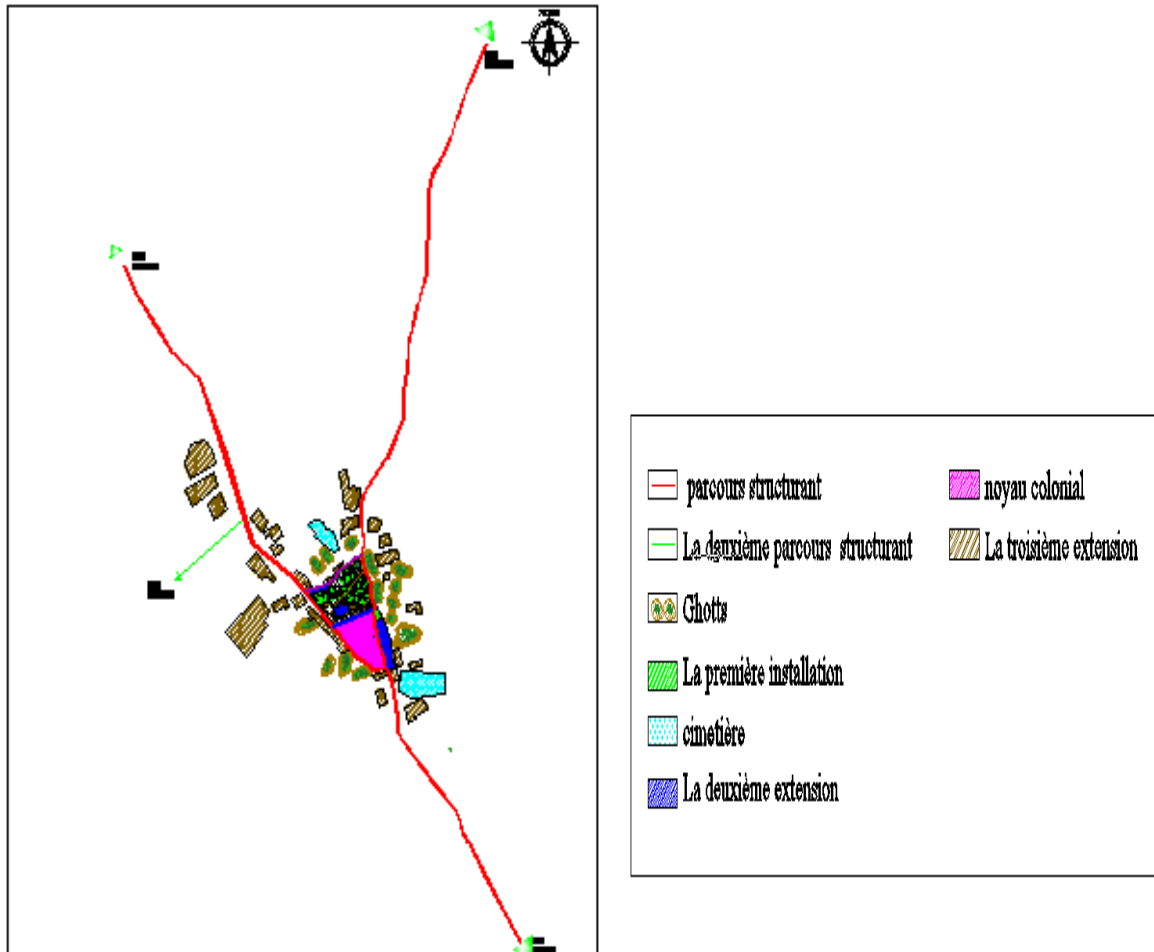 parcours structurant
La deuxième parcours structurant
Ghotts
La première installation
cimetière
La deuxième extension
noyau colonial
La troisième extension